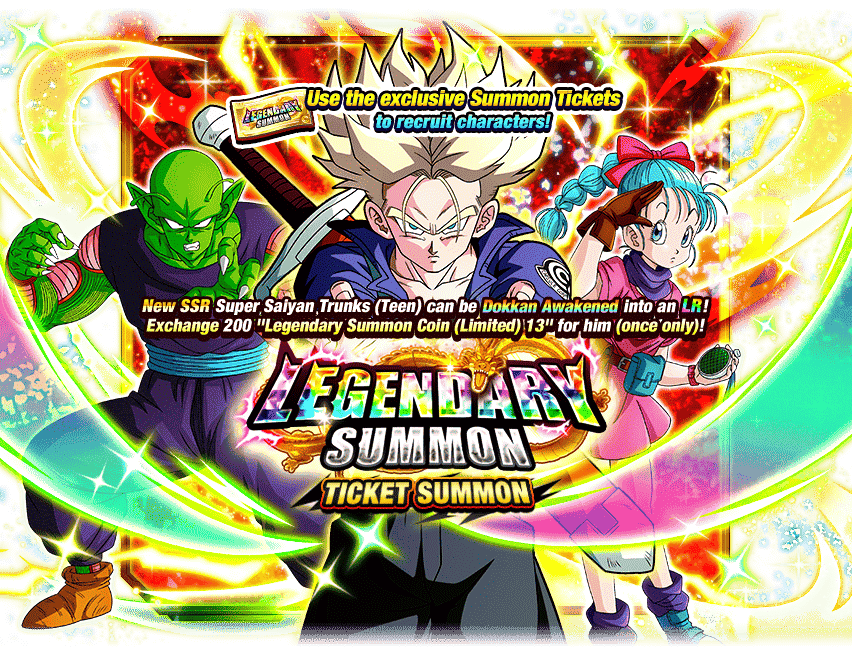 LEGENDARY
SUMMON
Use the exclusive Summon Tickets
to recruit characters!
New SSR Super Saiyan Trunks (Teen) can be Dokkan Awakened into an LR!
Exchange 200 "Legendary Summon Coin (Limited) 13" for him (once only)!
LEGENDARY
SUMMON
TICKET SUMMON